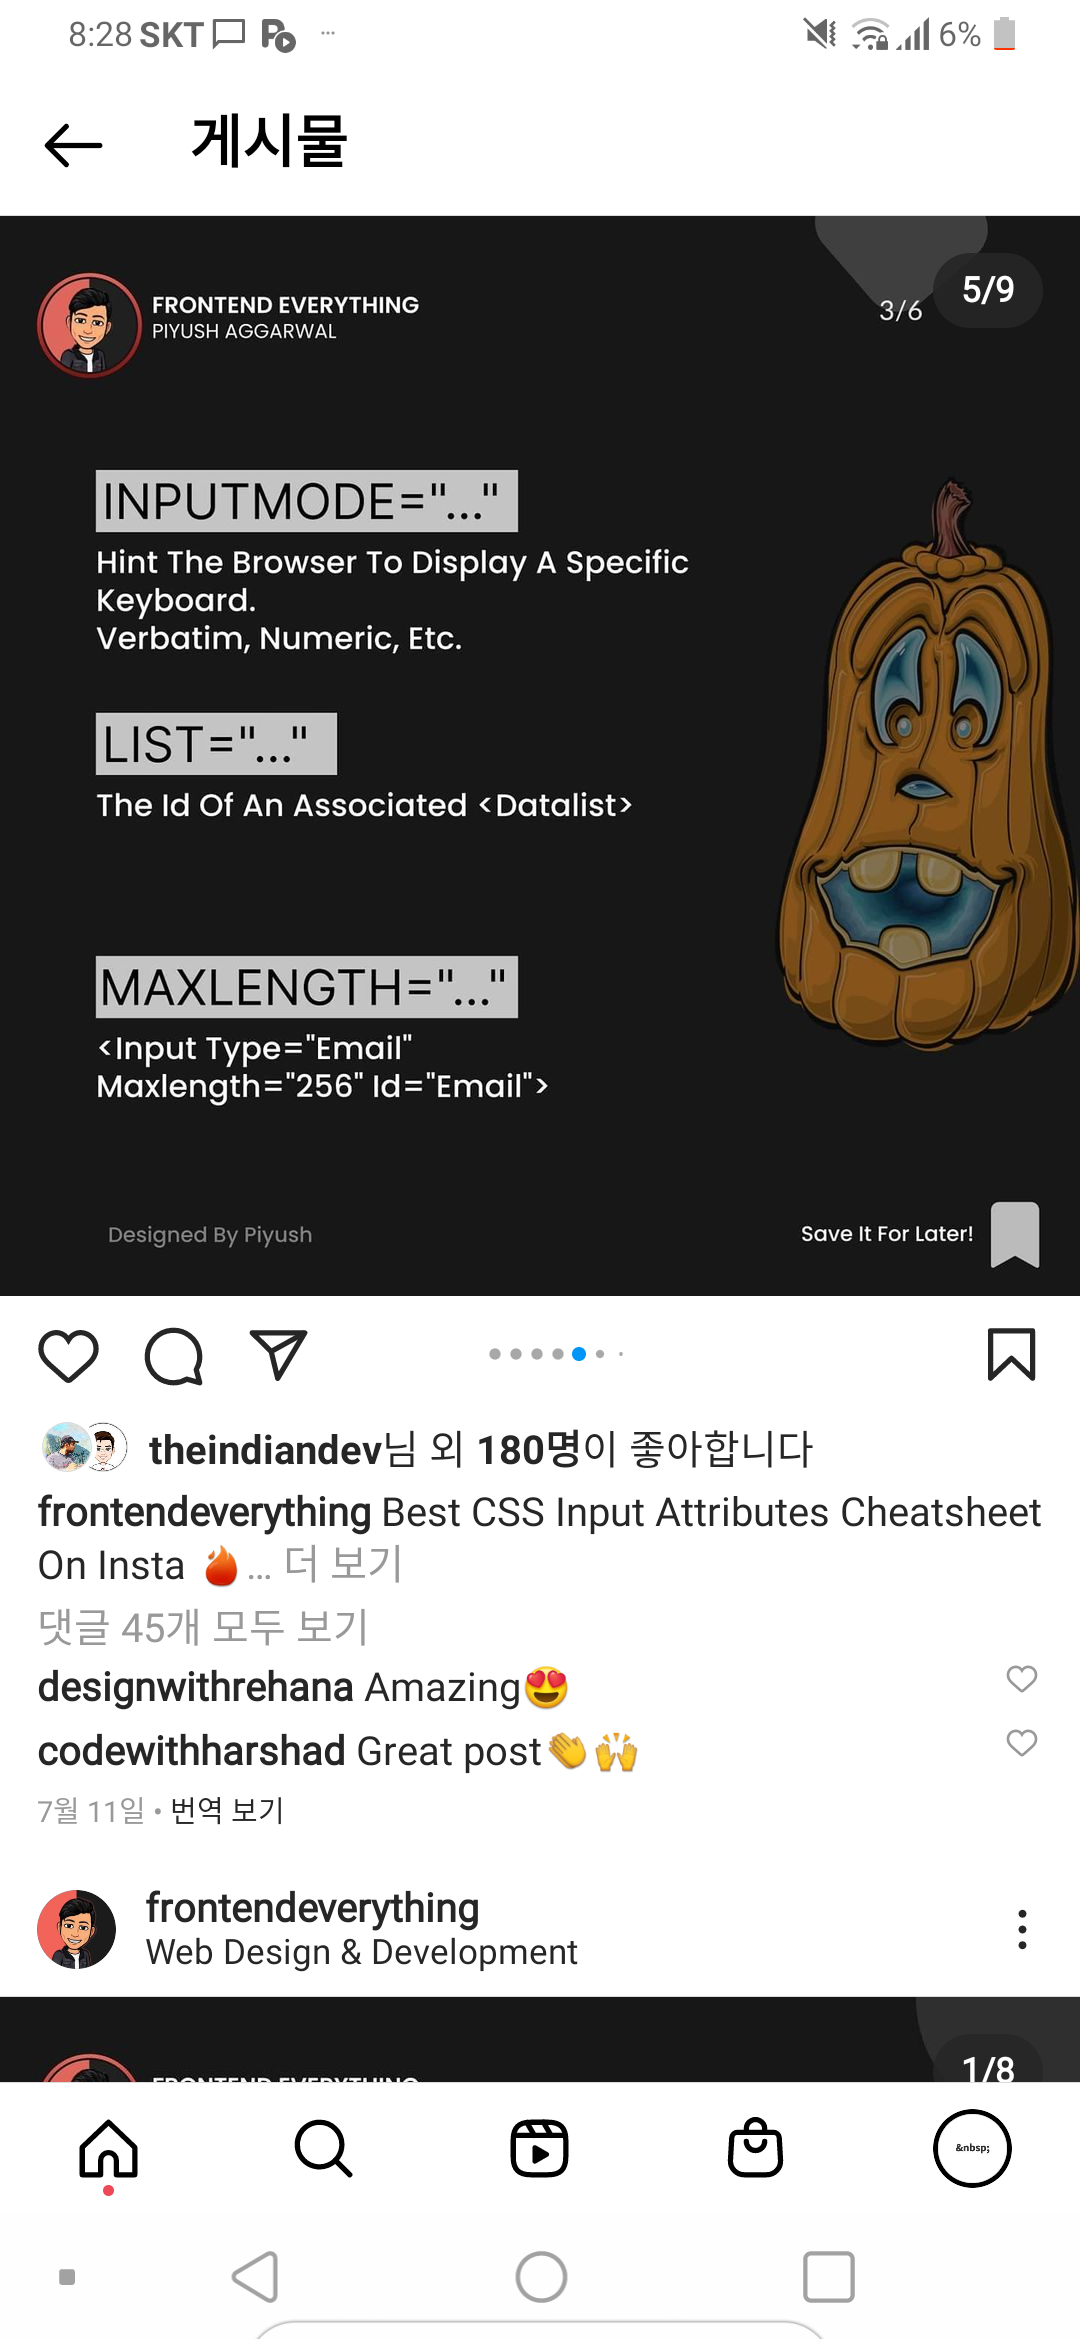 8:28 SKT
6%
게시물
FRONTEND EVERYTHING
PIYUSH AGGARWAL
3/6
5/9
INPUTMODE="..."
Hint The Browser To Display A Specific
Keyboard.
Verbatim, Numeric, Etc.
LIST="..."
The Id Of An Associated <Datalist>
MAXLENGTH="..."
<Input Type="Email"
Maxlength="256" Id="Email">
Designed By Piyush
Save It For Later!
theindiandev님 외 180명이 좋아합니다
frontendeverything Best CSS Input Attributes Cheatsheet
On Insta 🔥... 더 보기
댓글 45개 모두 보기
designwithrehana Amazing😍
codewithharshad Great post👏🙌
7월 11일 • 번역 보기
frontendeverything
Web Design & Development
FRONTEND EVERYTHING
1/8
&nbsp;